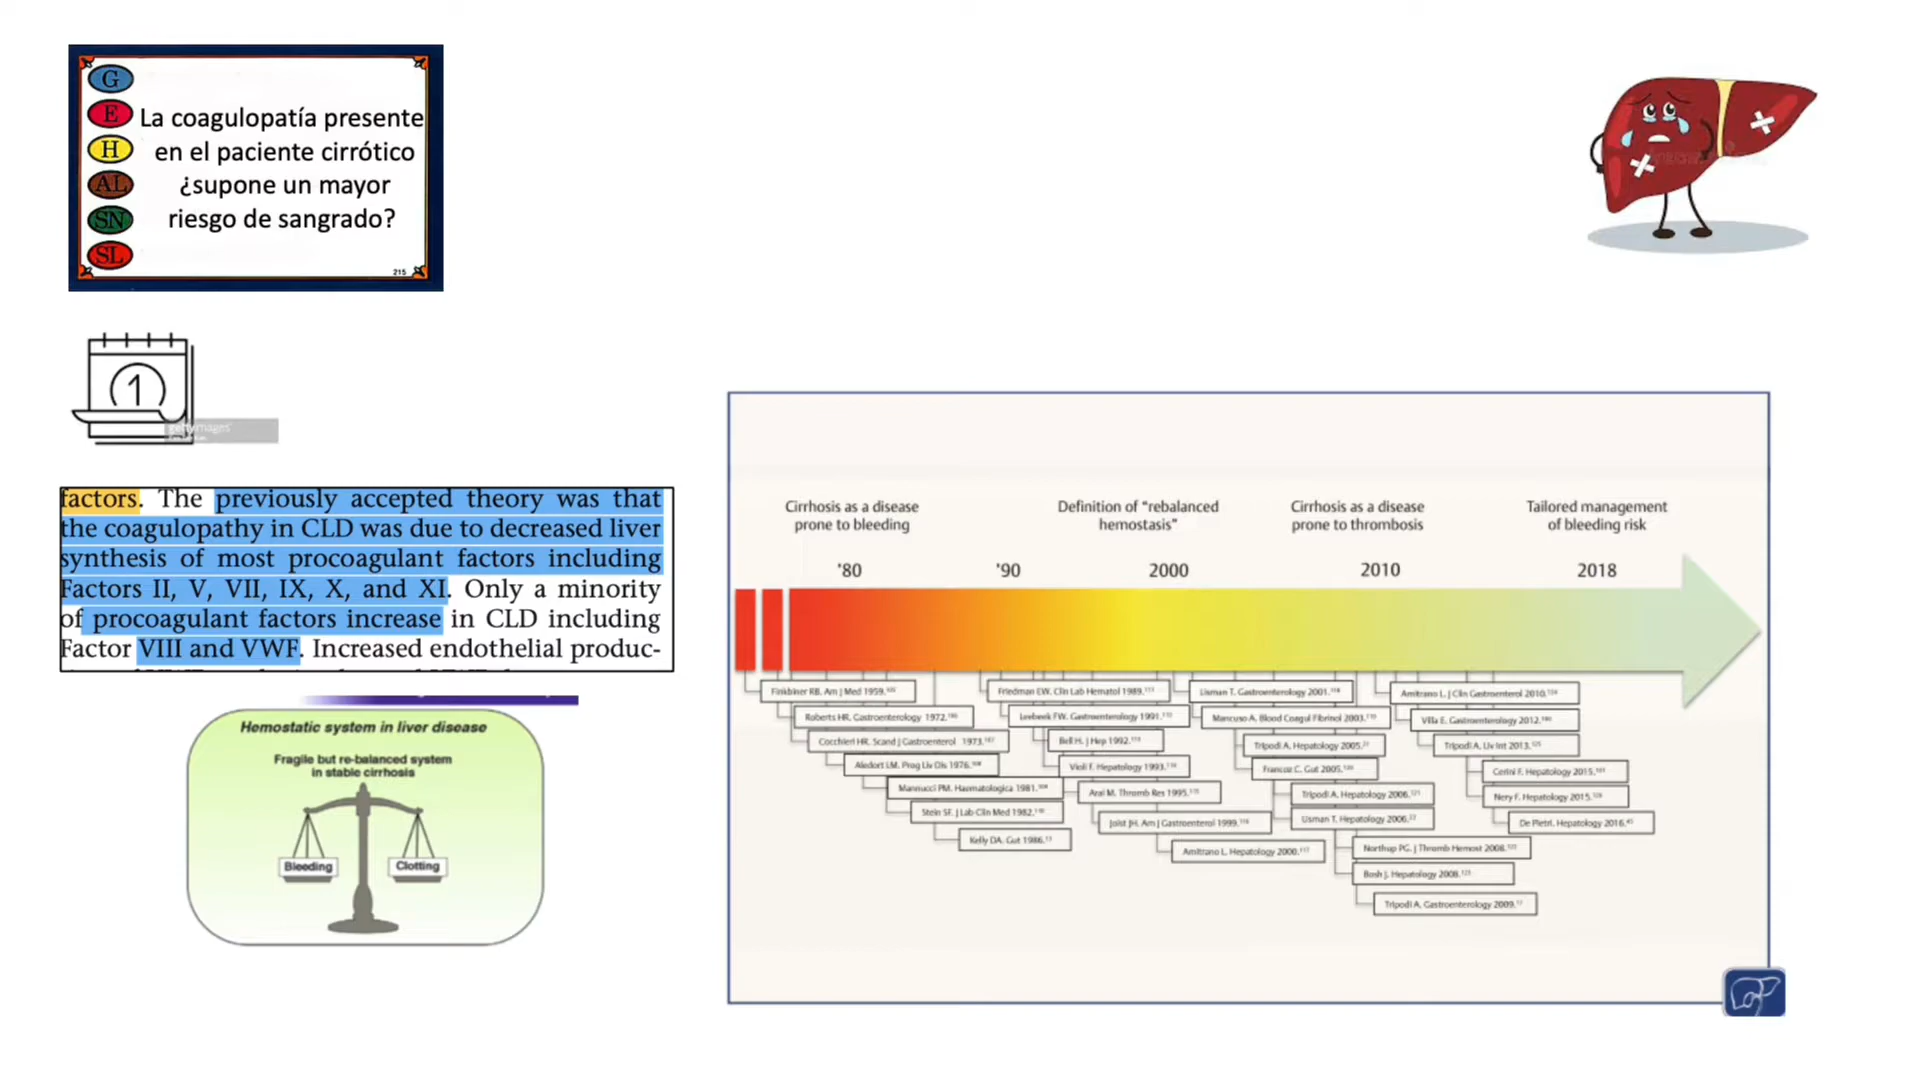 G
E
H
AL
SN
SL
La coagulopatía presente
en el paciente cirrótico
¿supone un mayor
riesgo de sangrado?
215
1
gettyimages
factors. The previously accepted theory was that
the coagulopathy in CLD was due to decreased liver
synthesis of most procoagulant factors including
Factors II, V, VII, IX, X, and XI. Only a minority
of procoagulant factors increase in CLD including
Factor VIII and VWF. Increased endothelial produc-
Hemostatic system in liver disease
Fragile but re-balanced system
in stable cirrhosis
Bleeding
Clotting
Cirrhosis as a disease
prone to bleeding
Definition of "rebalanced
hemostasis"
Cirrhosis as a disease
prone to thrombosis
Tailored management
of bleeding risk
'80
'90
2000
2010
2018
Finkbiner RB. Am J Med 1959.
Roberts HR. Gastroenterology 1972.
Cocchieri HR. Scand J Gastroenterol 1973.
Aledort LM. Prog Liv Dis 1976.
Mannucci PM. Haematologica 1981.
Stein SF. J Lab Clin Med 1982.
Kelly DA. Gut 1986.
Friedman EW. Clin Lab Hematol 1989.
Leebeek FW. Gastroenterology 1991.
Bell H. J Hep 1992.
Violi F. Hepatology 1993.
Aral M. Thromb Res 1995.
Joist JH. Am J Gastroenterol 1999.
Amitrano L. Hepatology 2000.
Lisman T. Gastroenterology 2001.
Mancuso A. Blood Coagul Fibrinol 2003.
Tripodi A. Hepatology 2005.
Francoz C. Gut 2005.
Tripodi A. Hepatology 2006.
Lisman T. Hepatology 2006.
Northup PG. J Thromb Hemost 2008.
Bosh J. Hepatology 2008.
Tripodi A. Gastroenterology 2009.
Amitrano L. J Clin Gastroenterol 2010.
Villa E. Gastroenterology 2012.
Tripodi A. Liv Int 2013.
Cerini F. Hepatology 2015.
Nery F. Hepatology 2015.
De Pietri. Hepatology 2016.